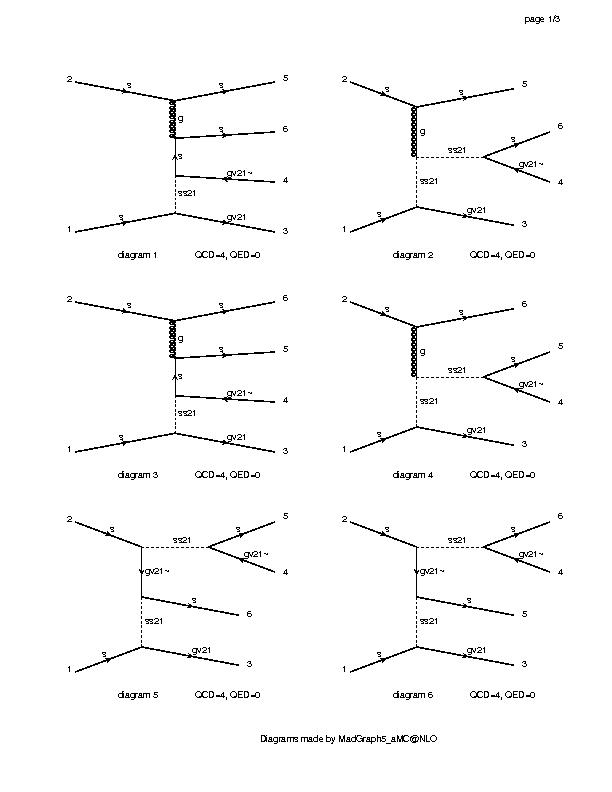 page 1/3
2 s s 5
g
s 6
s
gv21~ 4
ss21
1 s gv21 3
diagram 1 QCD=4, QED=0
2 s s 5
g
ss21 s 6
gv21~ 4
ss21
1 s gv21 3
diagram 2 QCD=4, QED=0
2 s s 6
g
s 5
s
gv21~ 4
ss21
1 s gv21 3
diagram 3 QCD=4, QED=0
2 s s 6
g
ss21 s 5
gv21~ 4
ss21
1 s gv21 3
diagram 4 QCD=4, QED=0
2 s ss21 s 5
gv21~ 4
gv21~
s 6
ss21
1 s gv21 3
diagram 5 QCD=4, QED=0
2 s ss21 s 6
gv21~ 4
gv21~
s 5
ss21
1 s gv21 3
diagram 6 QCD=4, QED=0
Diagrams made by MadGraph5_aMC@NLO